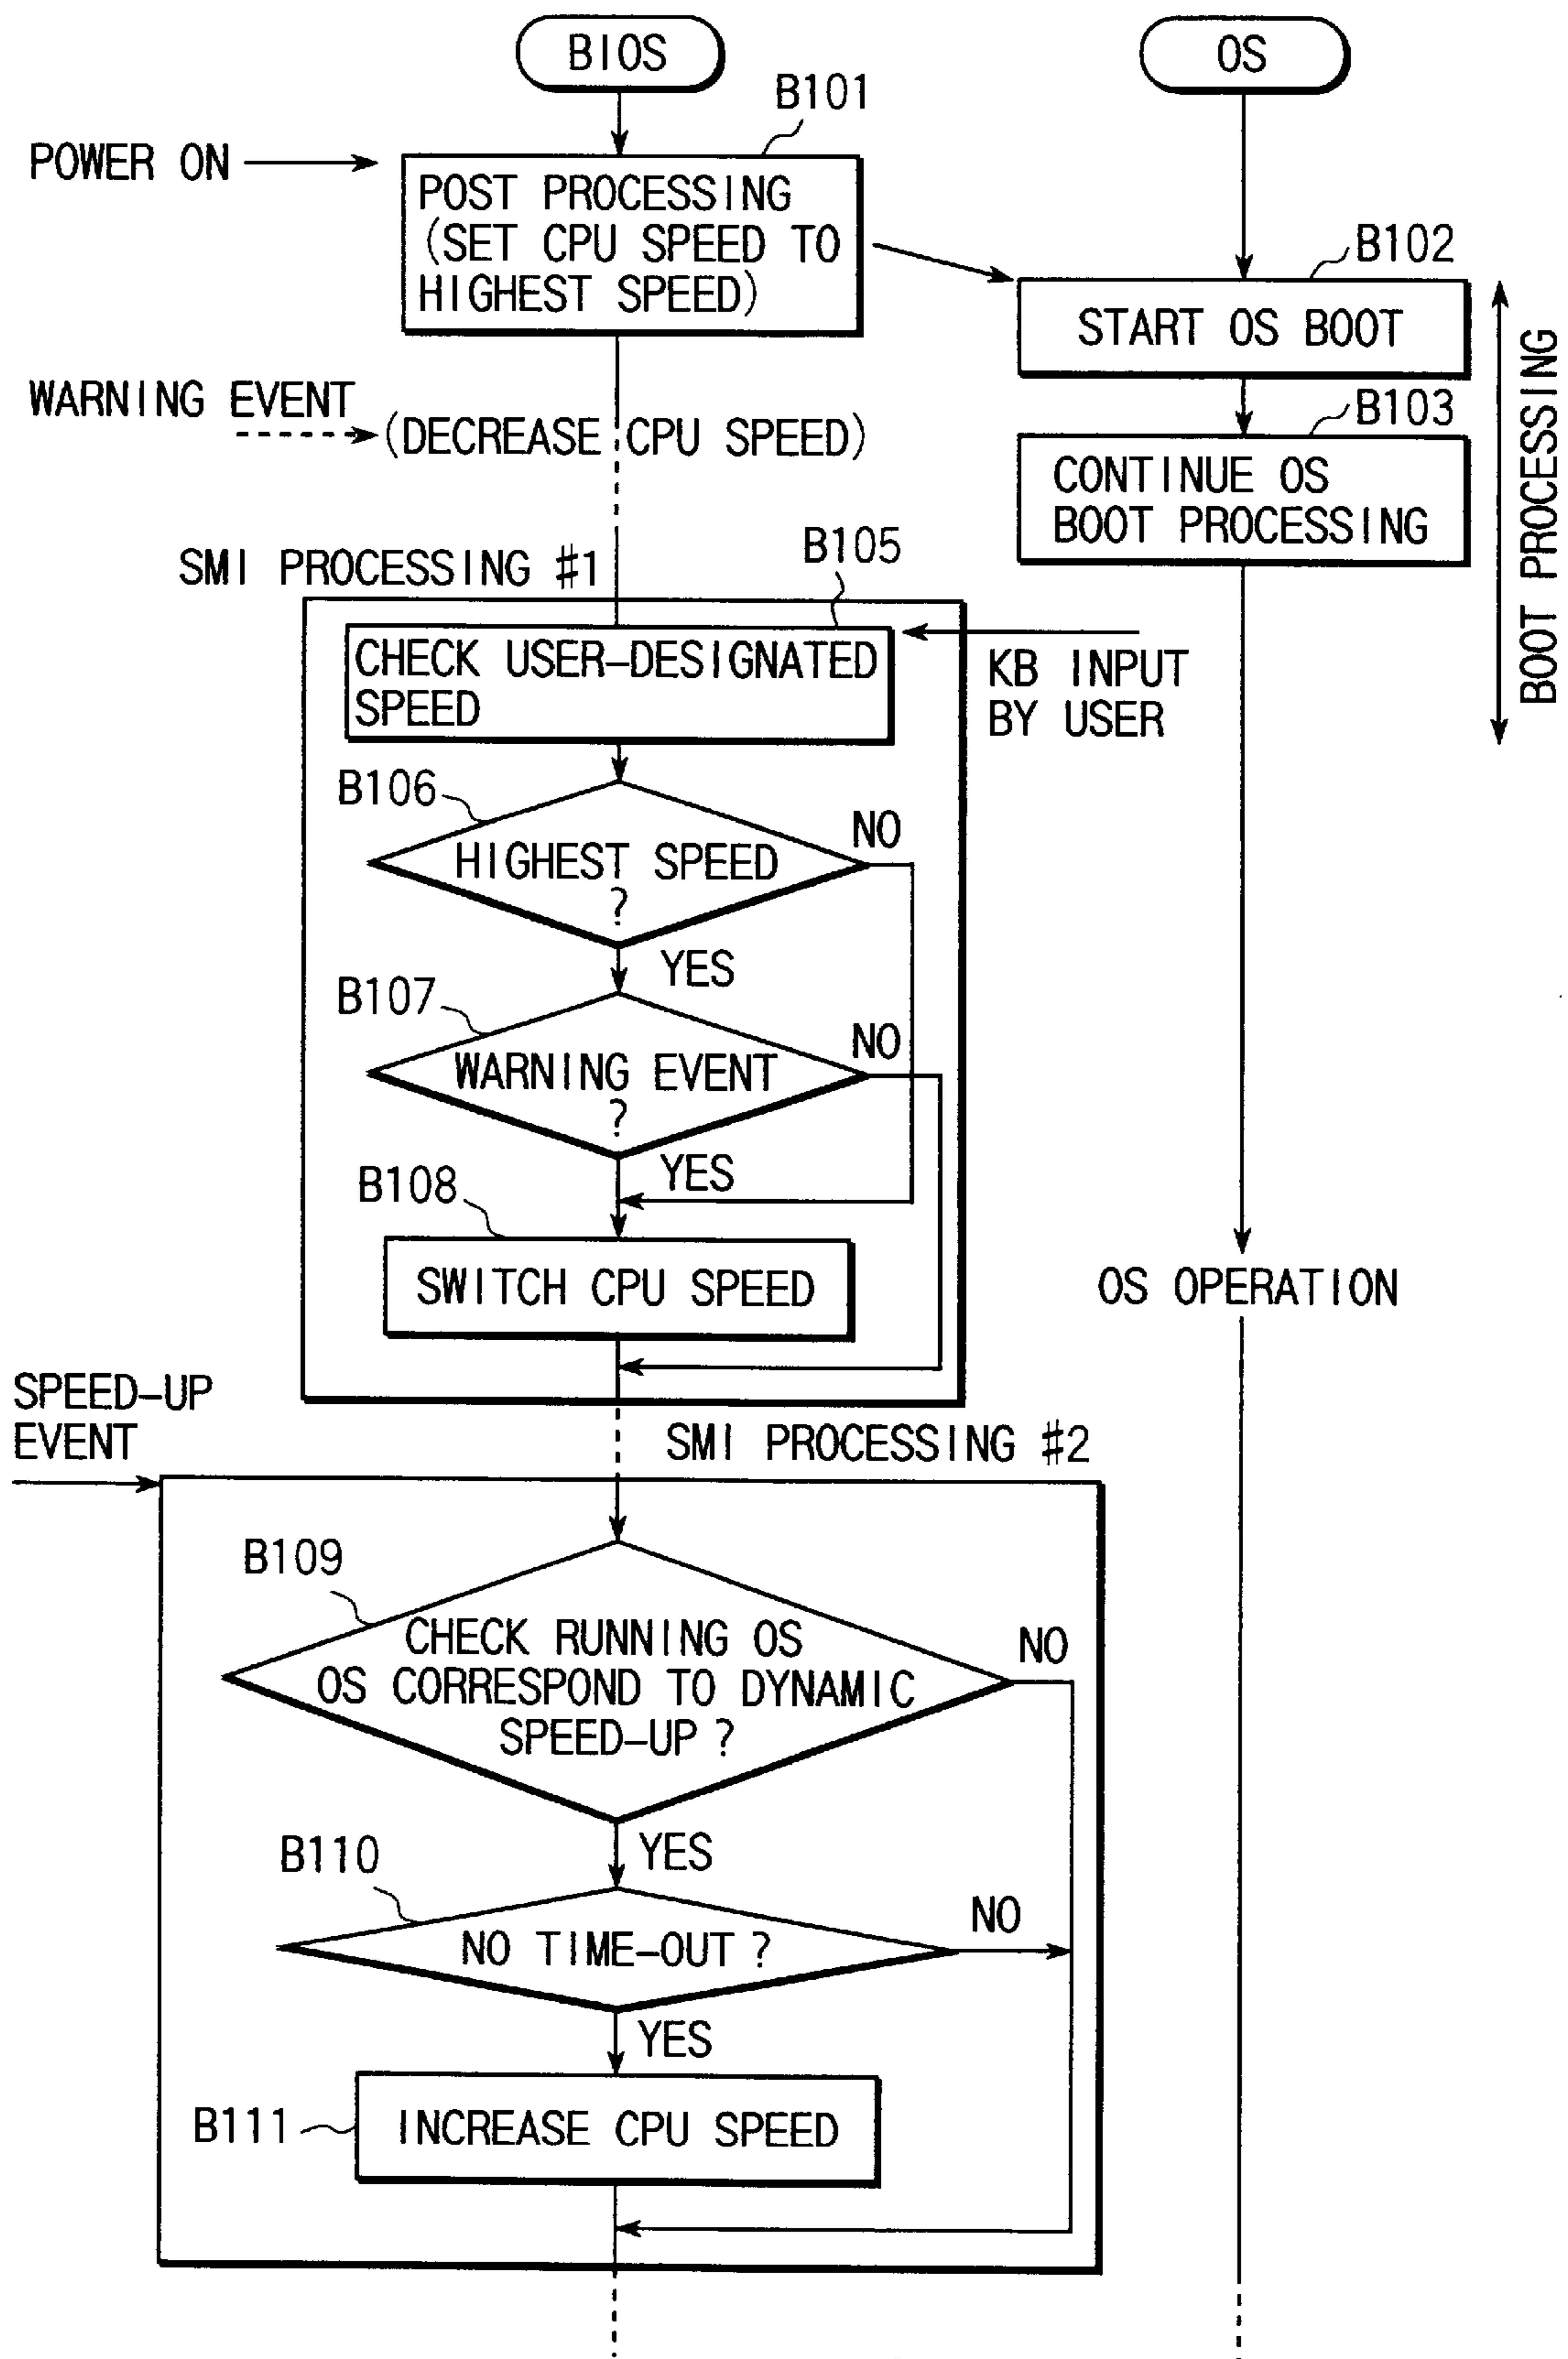 BIOS
OS
B101
POWER ON
POST PROCESSING
(SET CPU SPEED TO
HIGHEST SPEED)
B102
START OS BOOT
WARNING EVENT
(DECREASE CPU SPEED)
B103
CONTINUE OS
BOOT PROCESSING
BOOT PROCESSING
SMI PROCESSING #1
B105
CHECK USER-DESIGNATED
SPEED
KB INPUT
BY USER
B106
HIGHEST SPEED
?
NO
YES
B107
WARNING EVENT
?
NO
YES
B108
SWITCH CPU SPEED
OS OPERATION
SPEED-UP
EVENT
SMI PROCESSING #2
B109
CHECK RUNNING OS
OS CORRESPOND TO DYNAMIC
SPEED-UP ?
NO
YES
B110
NO TIME-OUT ?
NO
YES
B111
INCREASE CPU SPEED